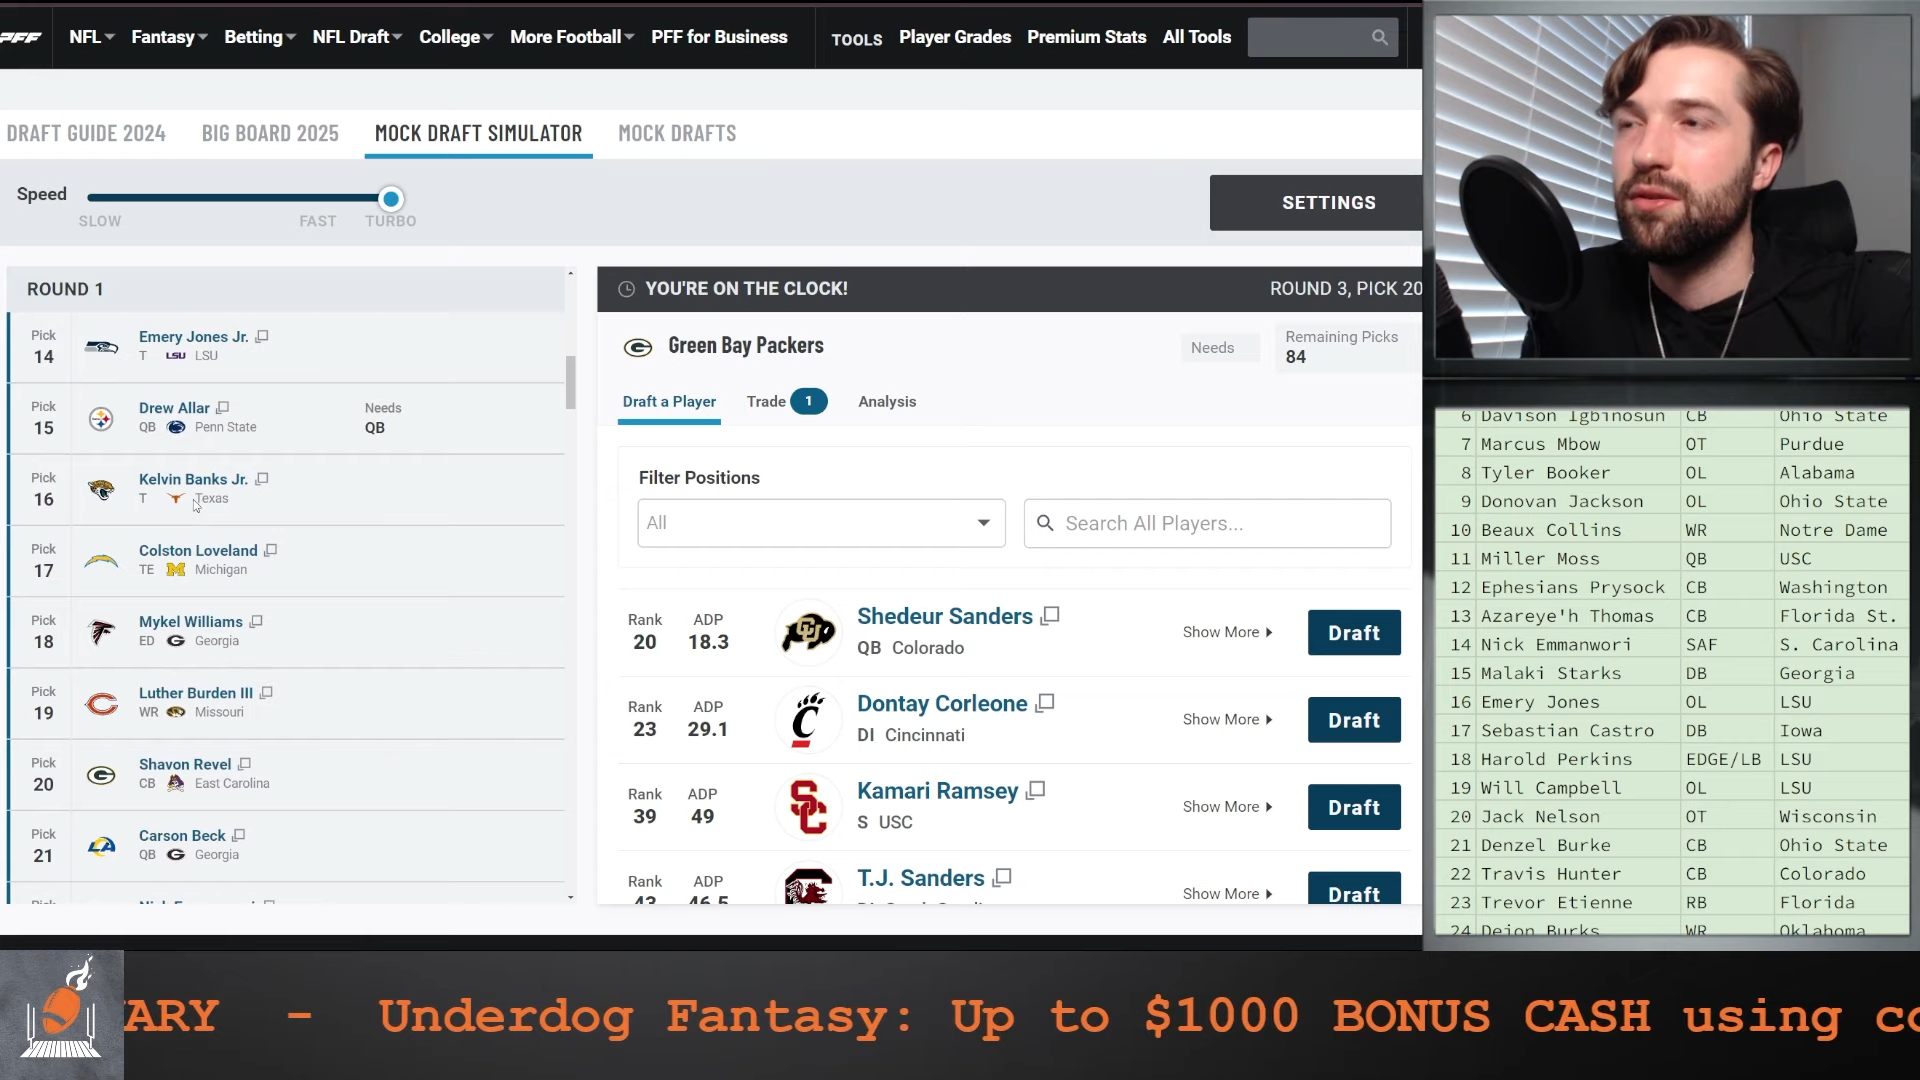 PFF NFL Fantasy Betting NFL Draft College More Football PFF for Business TOOLS Player Grades Premium Stats All Tools
DRAFT GUIDE 2024 BIG BOARD 2025 MOCK DRAFT SIMULATOR MOCK DRAFTS
Speed
SLOW FAST TURBO
SETTINGS
ROUND 1
Pick 14 Emery Jones Jr.
T LSU LSU
Pick 15 Drew Allar Needs
QB Penn State QB
Pick 16 Kelvin Banks Jr.
T Texas
Pick 17 Colston Loveland
TE Michigan
Pick 18 Mykel Williams
ED Georgia
Pick 19 Luther Burden III
WR Missouri
Pick 20 Shavon Revel
CB East Carolina
Pick 21 Carson Beck
QB Georgia
YOU'RE ON THE CLOCK! ROUND 3, PICK 20
Green Bay Packers Needs Remaining Picks
84
Draft a Player Trade 1 Analysis
Filter Positions
All Search All Players...
Rank 20 ADP 18.3 Shedeur Sanders
QB Colorado Show More Draft
Rank 23 ADP 29.1 Dontay Corleone
DI Cincinnati Show More Draft
Rank 39 ADP 49 Kamari Ramsey
S USC Show More Draft
Rank 43 ADP 46.5 T.J. Sanders
Show More Draft
6 Davison Igbinosun CB Ohio State
7 Marcus Mbow OT Purdue
8 Tyler Booker OL Alabama
9 Donovan Jackson OL Ohio State
10 Beaux Collins WR Notre Dame
11 Miller Moss QB USC
12 Ephesians Prysock CB Washington
13 Azareye'h Thomas CB Florida St.
14 Nick Emmanwori SAF S. Carolina
15 Malaki Starks DB Georgia
16 Emery Jones OL LSU
17 Sebastian Castro DB Iowa
18 Harold Perkins EDGE/LB LSU
19 Will Campbell OL LSU
20 Jack Nelson OT Wisconsin
21 Denzel Burke CB Ohio State
22 Travis Hunter CB Colorado
23 Trevor Etienne RB Florida
24 Deion Burks WR Oklahoma
ARY - Underdog Fantasy: Up to $1000 BONUS CASH using co